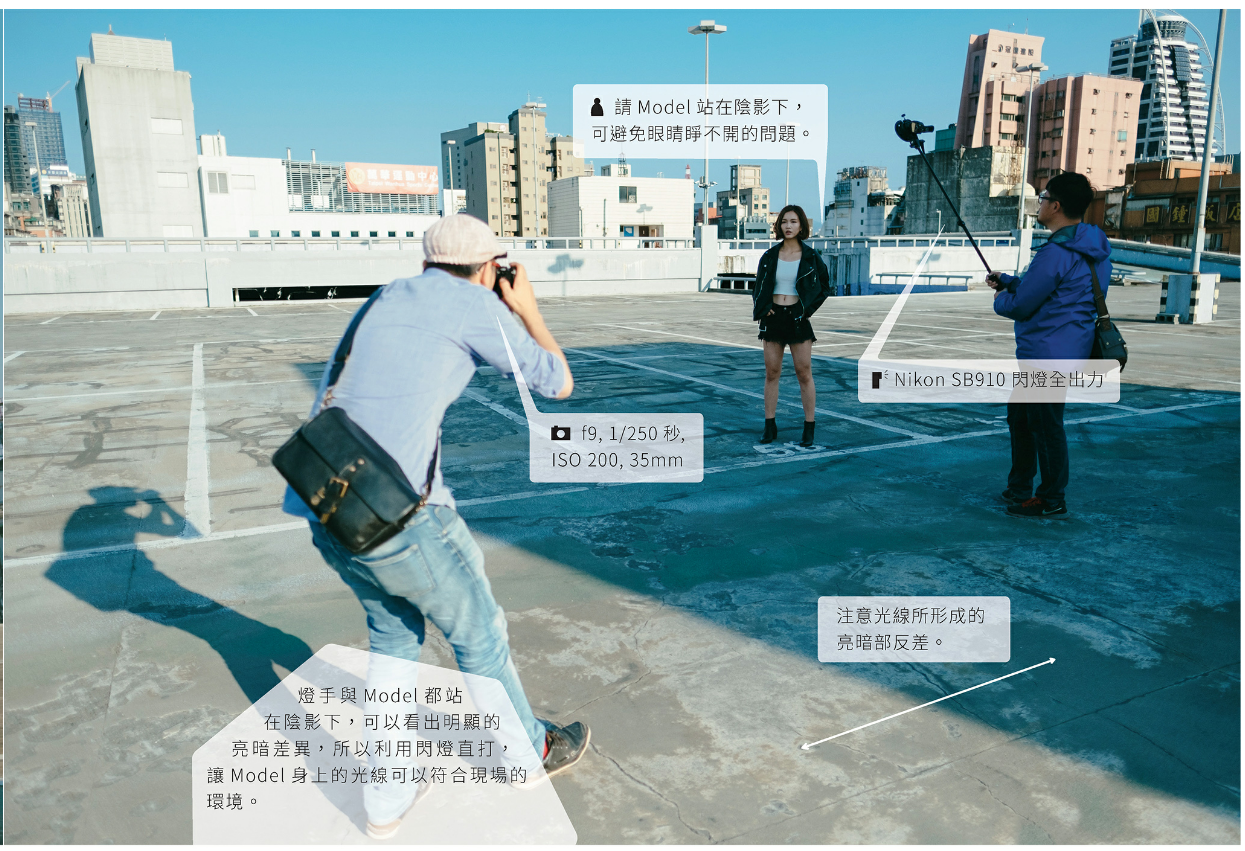 請 Model 站在陰影下，
可避免眼睛睜不開的問題。
Nikon SB910 閃燈全出力
f9, 1/250 秒,
ISO 200, 35mm
注意光線所形成的
亮暗部反差。
燈手與 Model 都站
在陰影下，可以看出明顯的
亮暗差異，所以利用閃燈直打，
讓 Model 身上的光線可以符合現場的
環境。